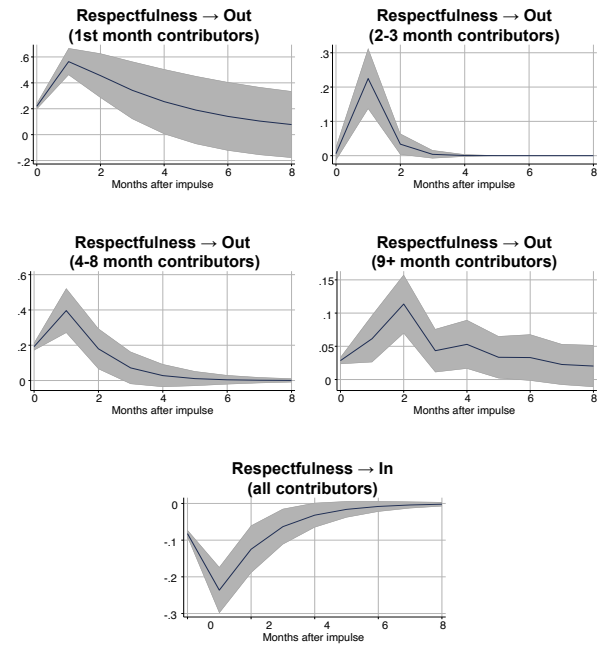 Respectfulness → Out
(1st month contributors)
.6
.4
.2
0
-.2
0 2 4 6 8
Months after impulse
Respectfulness → Out
(2-3 month contributors)
.3
.2
.1
0
0 2 4 6 8
Months after impulse
Respectfulness → Out
(4-8 month contributors)
.6
.4
.2
0
0 2 4 6 8
Months after impulse
Respectfulness → Out
(9+ month contributors)
.15
.1
.05
0
0 2 4 6 8
Months after impulse
Respectfulness → In
(all contributors)
0
-.1
-.2
-.3
0 2 4 6 8
Months after impulse